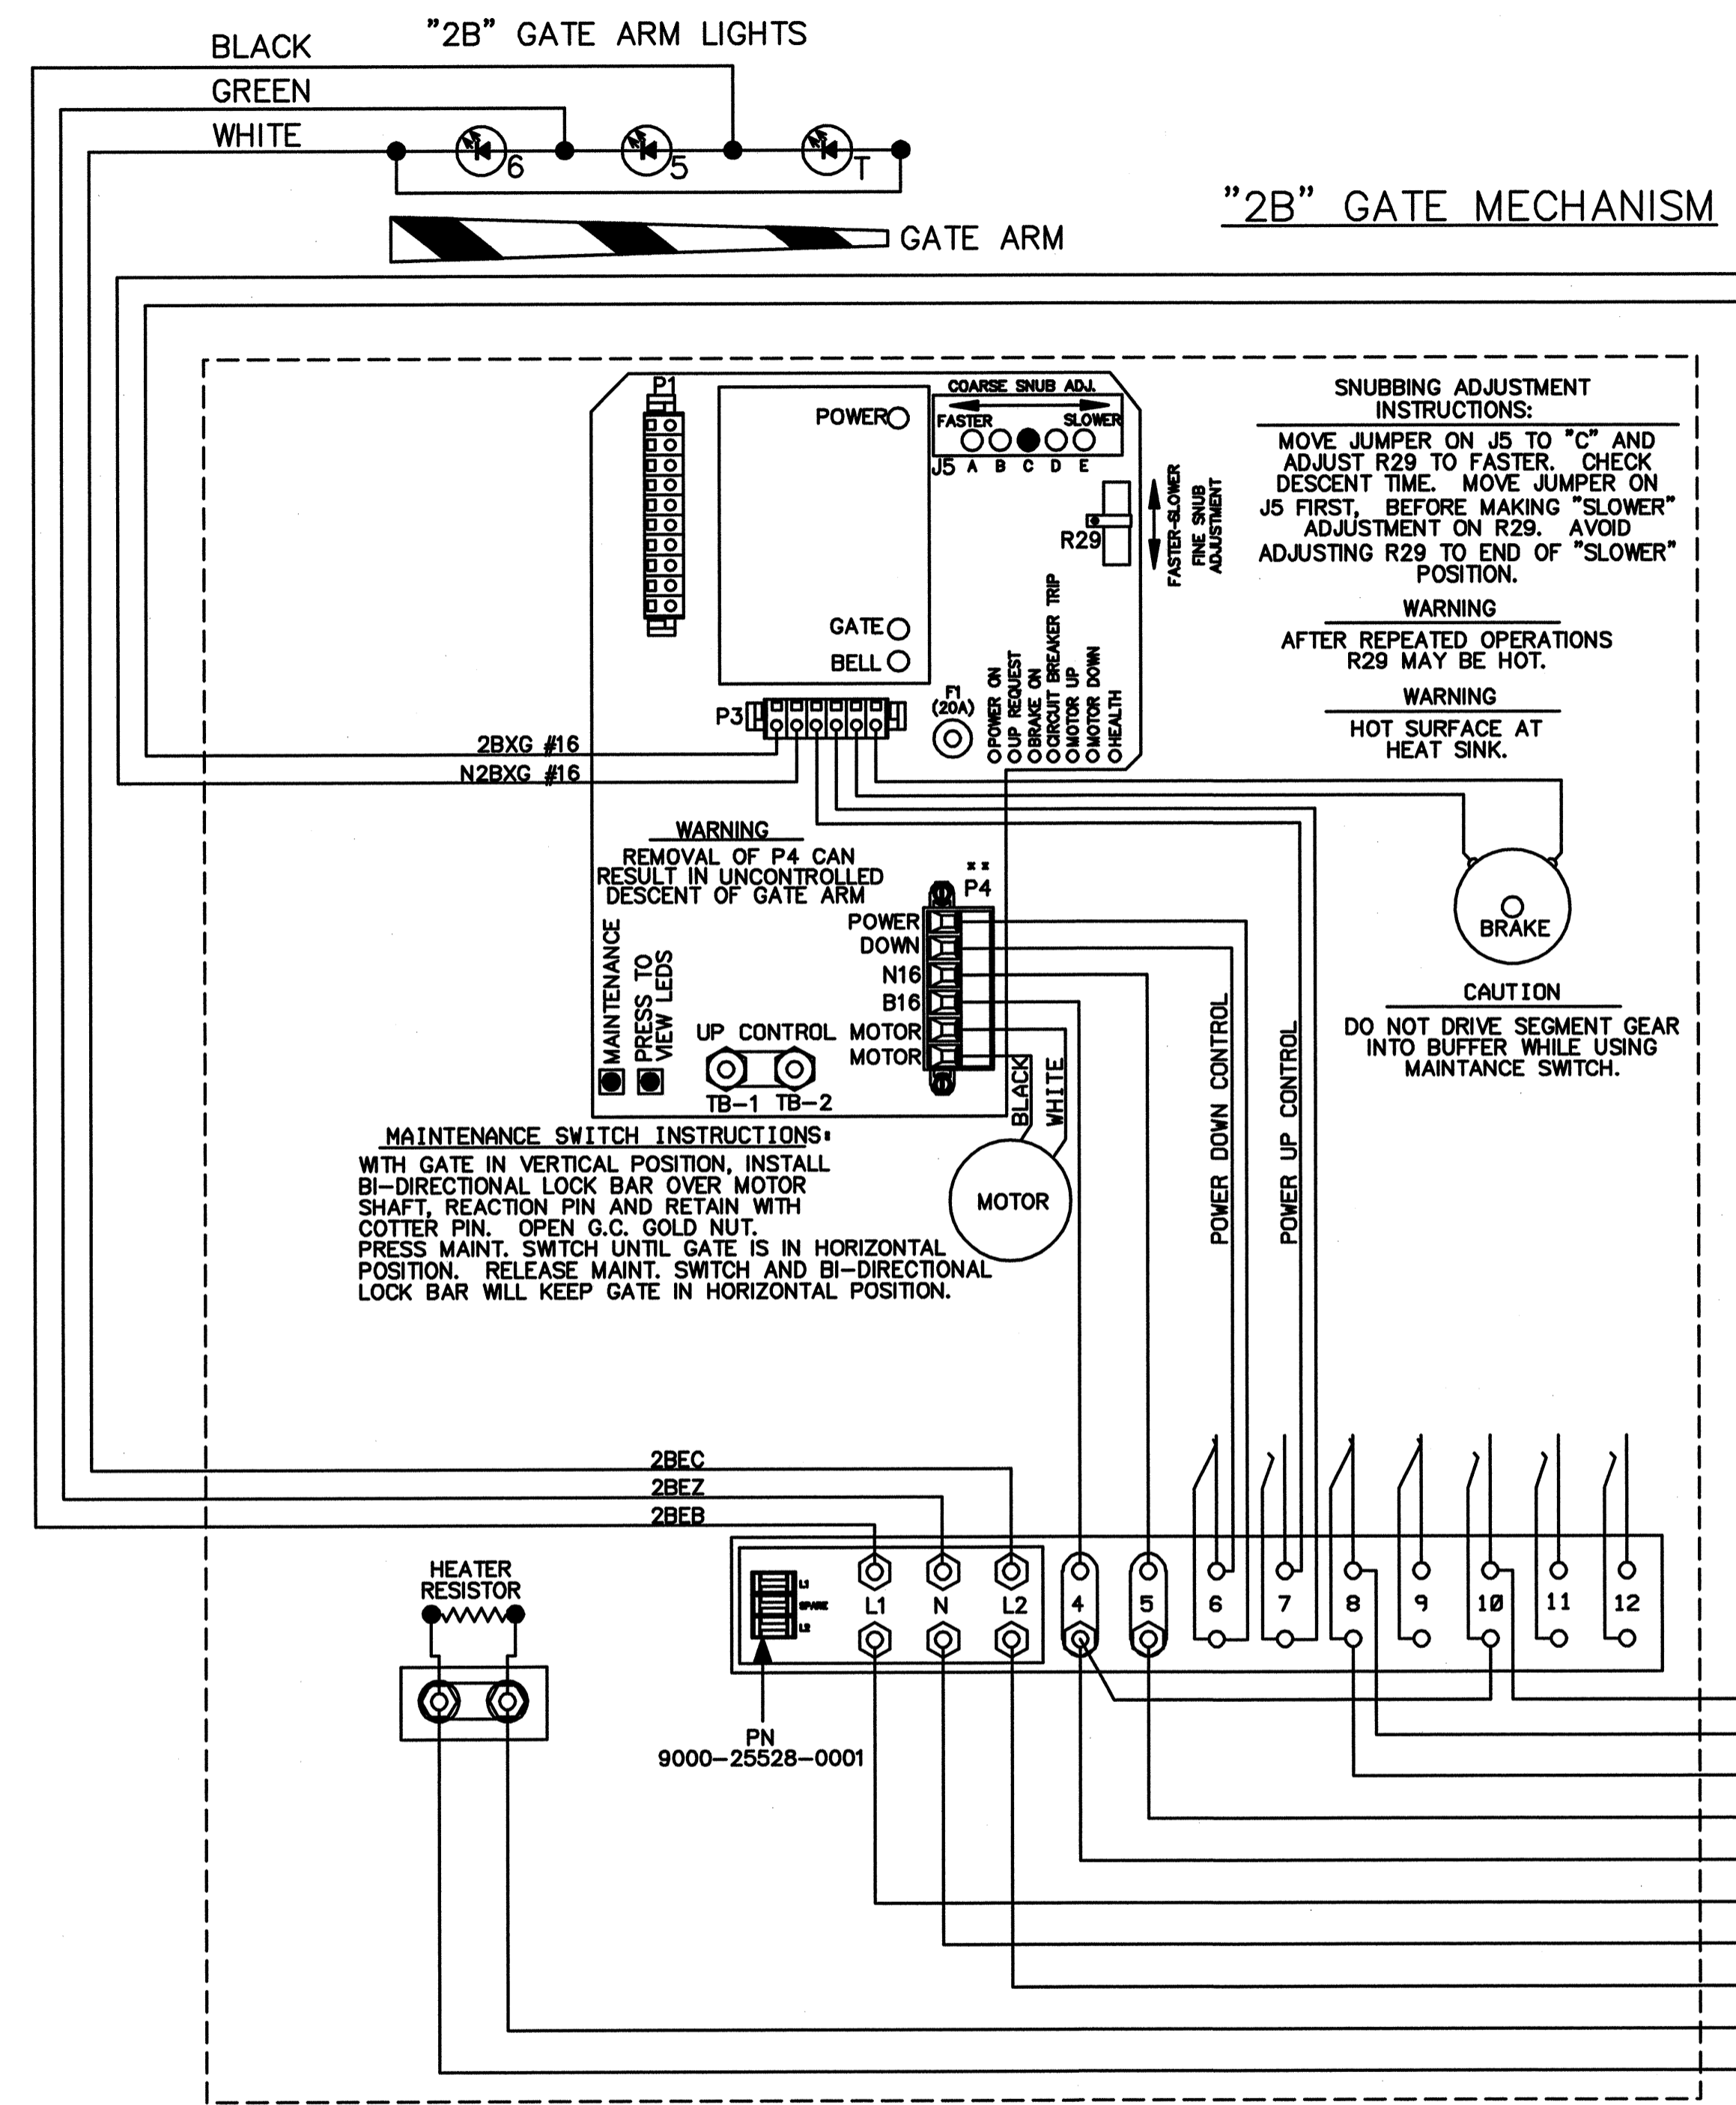 "2B" GATE ARM LIGHTS
BLACK
GREEN
WHITE
6
5
T
GATE ARM
"2B" GATE MECHANISM
P1
POWER
GATE
BELL
COARSE SNUB ADJ.
FASTER
SLOWER
J5 A B C D E
R29
FASTER-SLOWER
FINE SNUB
ADJUSTMENT
SNUBBING ADJUSTMENT
INSTRUCTIONS:
MOVE JUMPER ON J5 TO "C" AND
ADJUST R29 TO FASTER. CHECK
DESCENT TIME. MOVE JUMPER ON
J5 FIRST, BEFORE MAKING "SLOWER"
ADJUSTMENT ON R29. AVOID
ADJUSTING R29 TO END OF "SLOWER"
POSITION.
WARNING
AFTER REPEATED OPERATIONS
R29 MAY BE HOT.
WARNING
HOT SURFACE AT
HEAT SINK.
P3
F1
(20A)
POWER ON
UP REQUEST
BRAKE ON
CIRCUIT BREAKER TRIP
MOTOR UP
MOTOR DOWN
HEALTH
2BXG #16
N2BXG #16
WARNING
REMOVAL OF P4 CAN
RESULT IN UNCONTROLLED
DESCENT OF GATE ARM
** P4
POWER
DOWN
N16
B16
MOTOR
MOTOR
MAINTENANCE
PRESS TO
VIEW LEDS
UP CONTROL
TB-1 TB-2
BLACK
WHITE
MOTOR
BRAKE
CAUTION
DO NOT DRIVE SEGMENT GEAR
INTO BUFFER WHILE USING
MAINTANCE SWITCH.
POWER DOWN CONTROL
POWER UP CONTROL
MAINTENANCE SWITCH INSTRUCTIONS:
WITH GATE IN VERTICAL POSITION, INSTALL
BI-DIRECTIONAL LOCK BAR OVER MOTOR
SHAFT, REACTION PIN AND RETAIN WITH
COTTER PIN. OPEN G.C. GOLD NUT.
PRESS MAINT. SWITCH UNTIL GATE IS IN HORIZONTAL
POSITION. RELEASE MAINT. SWITCH AND BI-DIRECTIONAL
LOCK BAR WILL KEEP GATE IN HORIZONTAL POSITION.
2BEC
2BEZ
2BEB
HEATER
RESISTOR
L1
SPARE
L2
L1 N L2 4 5 6 7 8 9 10 11 12
PN
9000-25528-0001